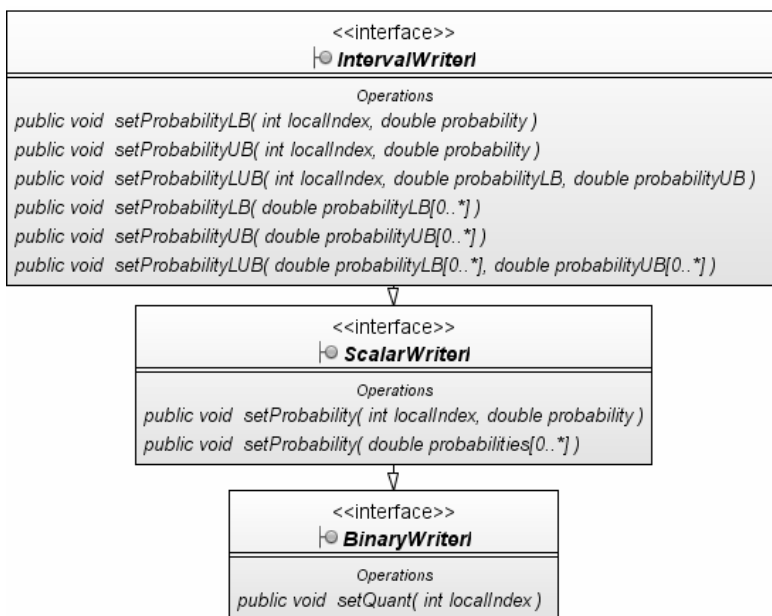 <<interface>>
IntervalWriterI
Operations
public void setProbabilityLB( int localIndex, double probability )
public void setProbabilityUB( int localIndex, double probability )
public void setProbabilityLUB( int localIndex, double probabilityLB, double probabilityUB )
public void setProbabilityLB( double probabilityLB[0..*] )
public void setProbabilityUB( double probabilityUB[0..*] )
public void setProbabilityLUB( double probabilityLB[0..*], double probabilityUB[0..*] )
<<interface>>
ScalarWriterI
Operations
public void setProbability( int localIndex, double probability )
public void setProbability( double probabilities[0..*] )
<<interface>>
BinaryWriterI
Operations
public void setQuant( int localIndex )